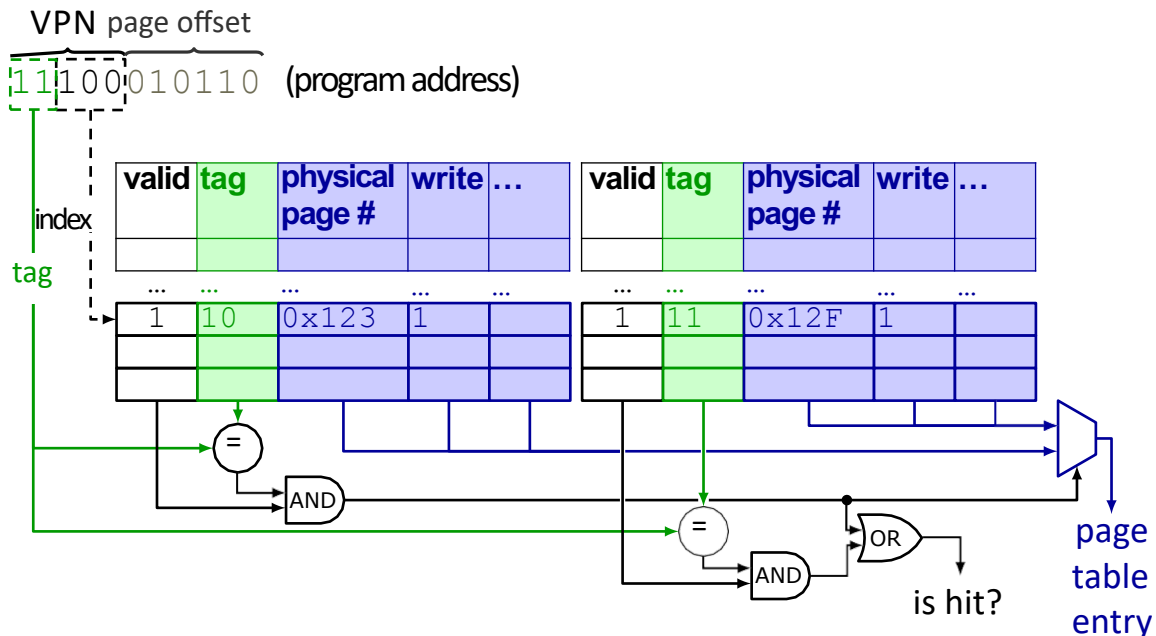 VPN page offset
11100010110 (program address)
valid tag physical page # write … valid tag physical page # write …
index
tag
... ... ... ... ... ... ... ... ... ...
1 10 0x123 1 1 11 0x12F 1
=
AND
=
AND
OR
is hit?
page
table
entry